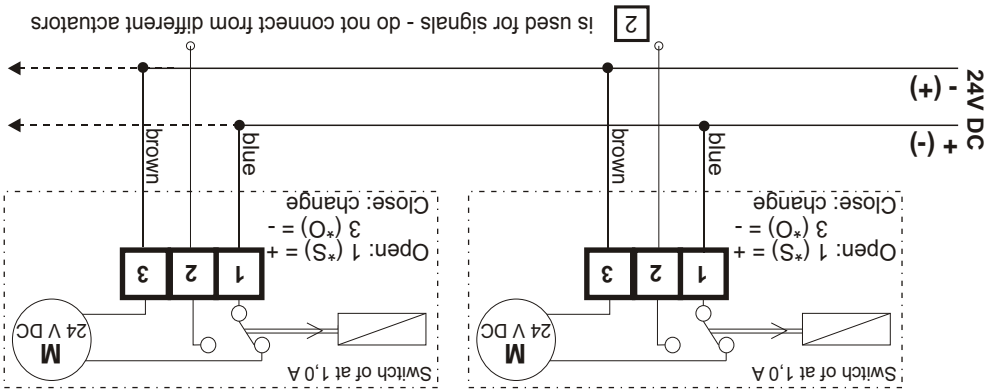 Switch of at 1,0 A
M
24 V DC
1
2
3
Open: 1 (*S) = +
3 (*O) = -
Close: change
blue
brown
Switch of at 1,0 A
M
24 V DC
1
2
3
Open: 1 (*S) = +
3 (*O) = -
Close: change
blue
brown
24V DC
+ (-)
- (+)
2 is used for signals - do not connect from different actuators